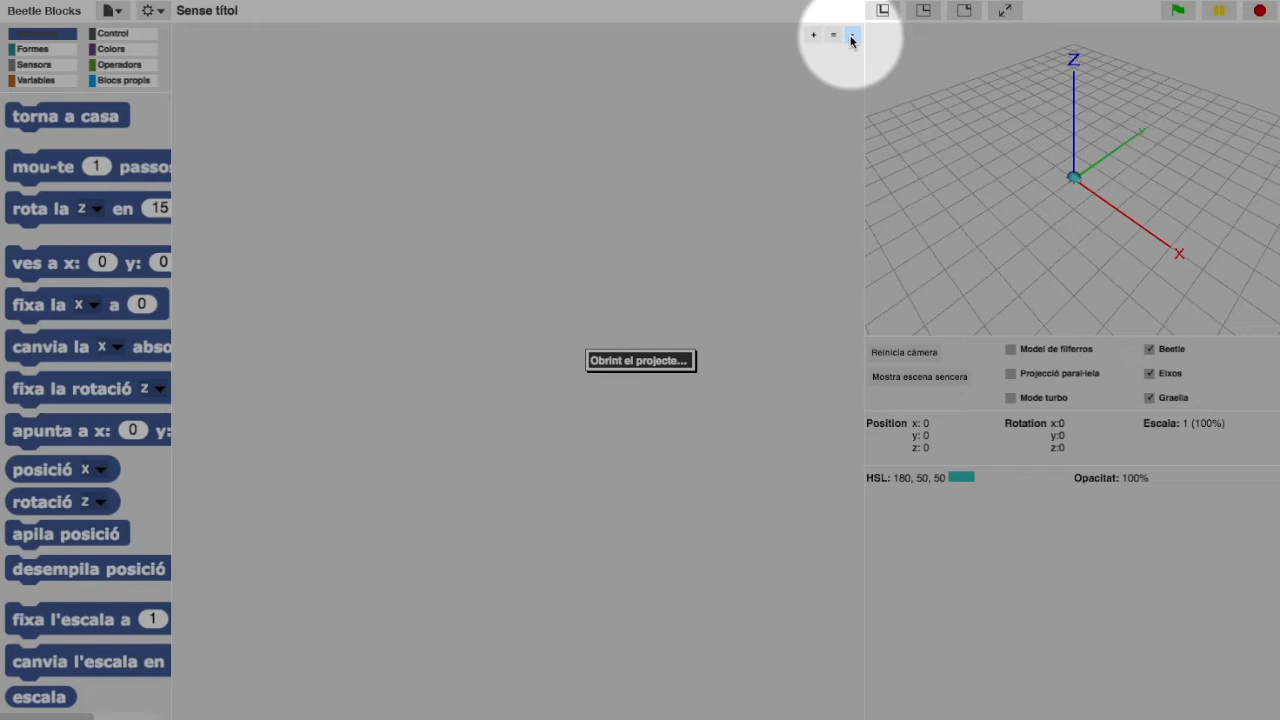 Beetle Blocks
Sense títol
Control
Formes
Colors
Sensors
Operadors
Variables
Blocs propis
torna a casa
mou-te 1 passos
rota la z en 15
ves a x: 0 y: 0
fixa la x a 0
canvia la x abso
fixa la rotació z
apunta a x: 0 y:
posició x
rotació z
apila posició
desempila posició
fixa l'escala a 1
canvia l'escala en
escala
+ = -
Obrint el projecte...
Z
Y
X
Reinicia càmera
Mostra escena sencera
Model de filferros
Projecció paral·lela
Mode turbo
Beetle
Eixos
Graella
Position x: 0
y: 0
z: 0
Rotation x:0
y:0
z:0
Escala: 1 (100%)
HSL: 180, 50, 50
Opacitat: 100%